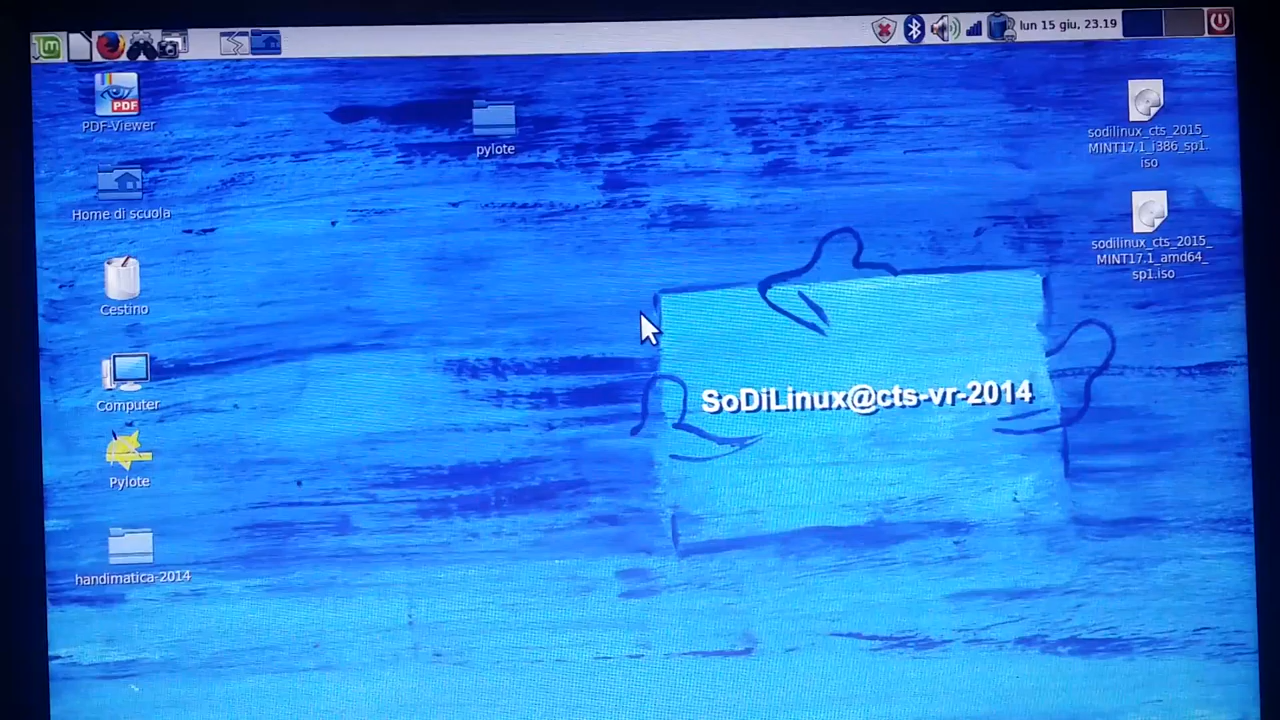 lun 15 giu, 23.19
PDF
PDF-Viewer
pylote
sodilinux_cts_2015_
MINT17.1_i386_sp1.
iso
Home di scuola
sodilinux_cts_2015_
MINT17.1_amd64_
sp1.iso
Cestino
Computer
SoDiLinux@cts-vr-2014
Pylote
handimatica-2014